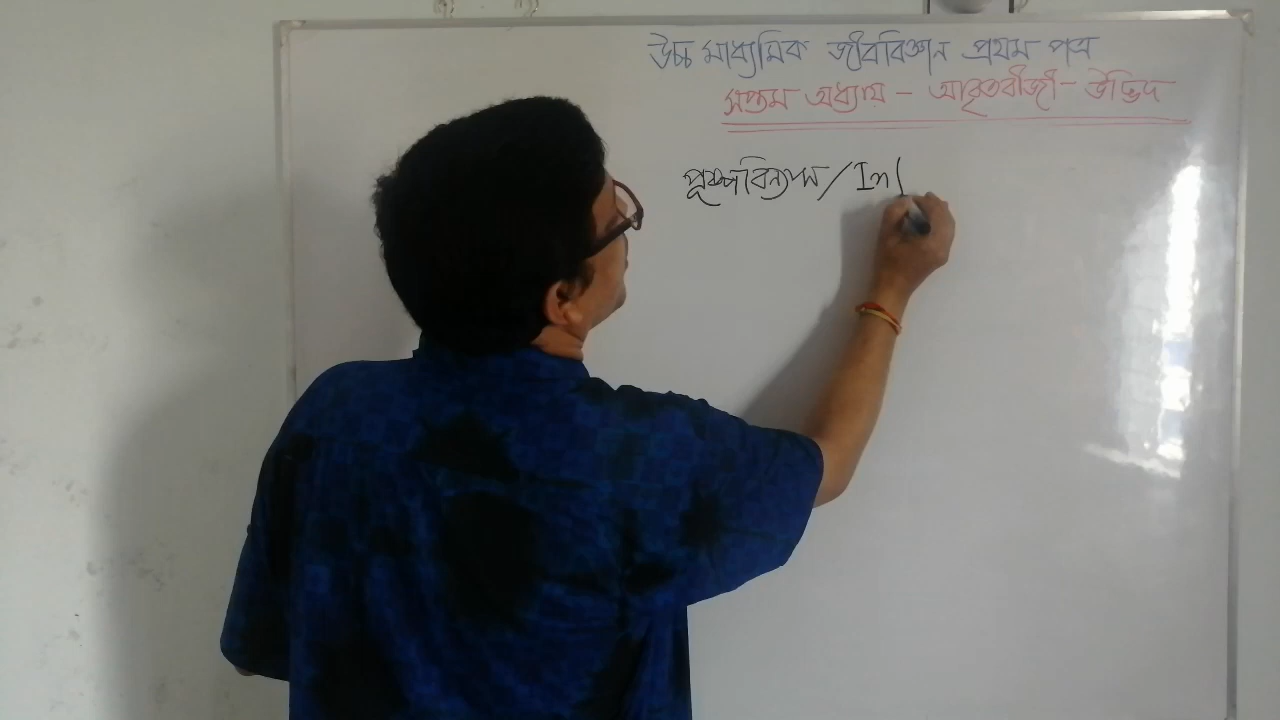 উচ্চ মাধ্যমিক জীববিজ্ঞান প্রথম পত্র
সপ্তম অধ্যায় - আবৃতবীজী - উদ্ভিদ
পুষ্পবিন্যাস / In